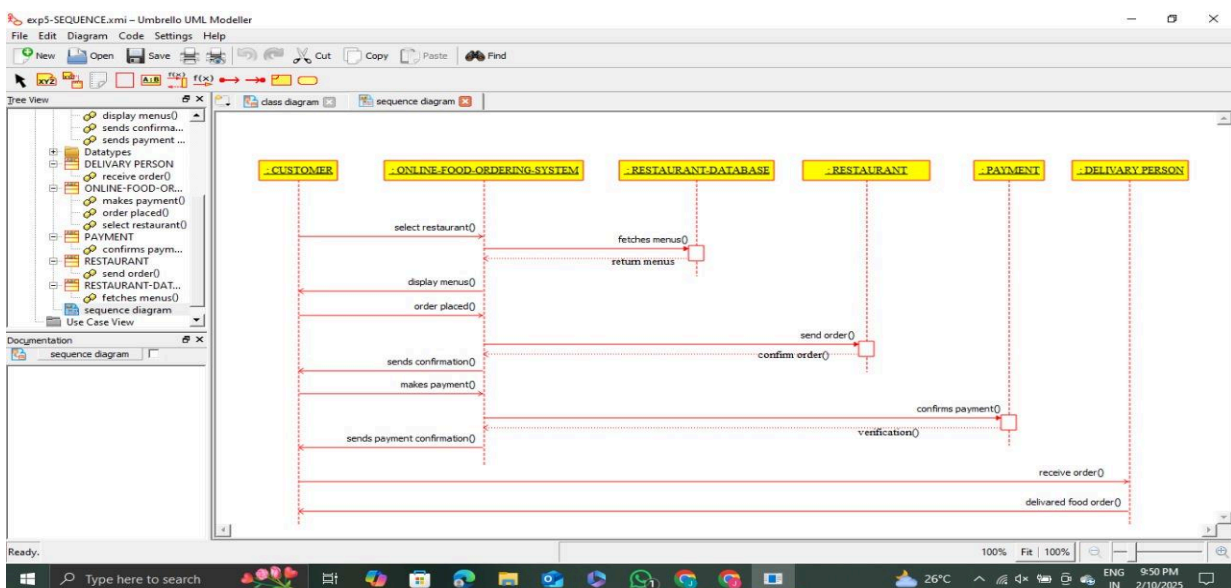 exp5-SEQUENCE.xmi – Umbrello UML Modeller
File Edit Diagram Code Settings Help
New Open Save Cut Copy Paste Find
XYZ A:B f(x) f(x)
Tree View
class diagram sequence diagram
display menus()
sends confirma...
sends payment ...
Datatypes
DELIVARY PERSON
receive order()
ONLINE-FOOD-OR...
makes payment()
order placed()
select restaurant()
PAYMENT
confirms paym...
RESTAURANT
send order()
RESTAURANT-DAT...
fetches menus()
sequence diagram
Use Case View
Documentation
sequence diagram
: CUSTOMER : ONLINE-FOOD-ORDERING-SYSTEM : RESTAURANT-DATABASE : RESTAURANT : PAYMENT : DELIVARY PERSON
select restaurant()
fetches menus()
return menus
display menus()
order placed()
send order()
confirm order()
sends confirmation()
makes payment()
confirms payment()
verification()
sends payment confirmation()
receive order()
delivared food order()
Ready.
100% Fit 100%
Type here to search
26°C
ENG
IN
9:50 PM
2/10/2025